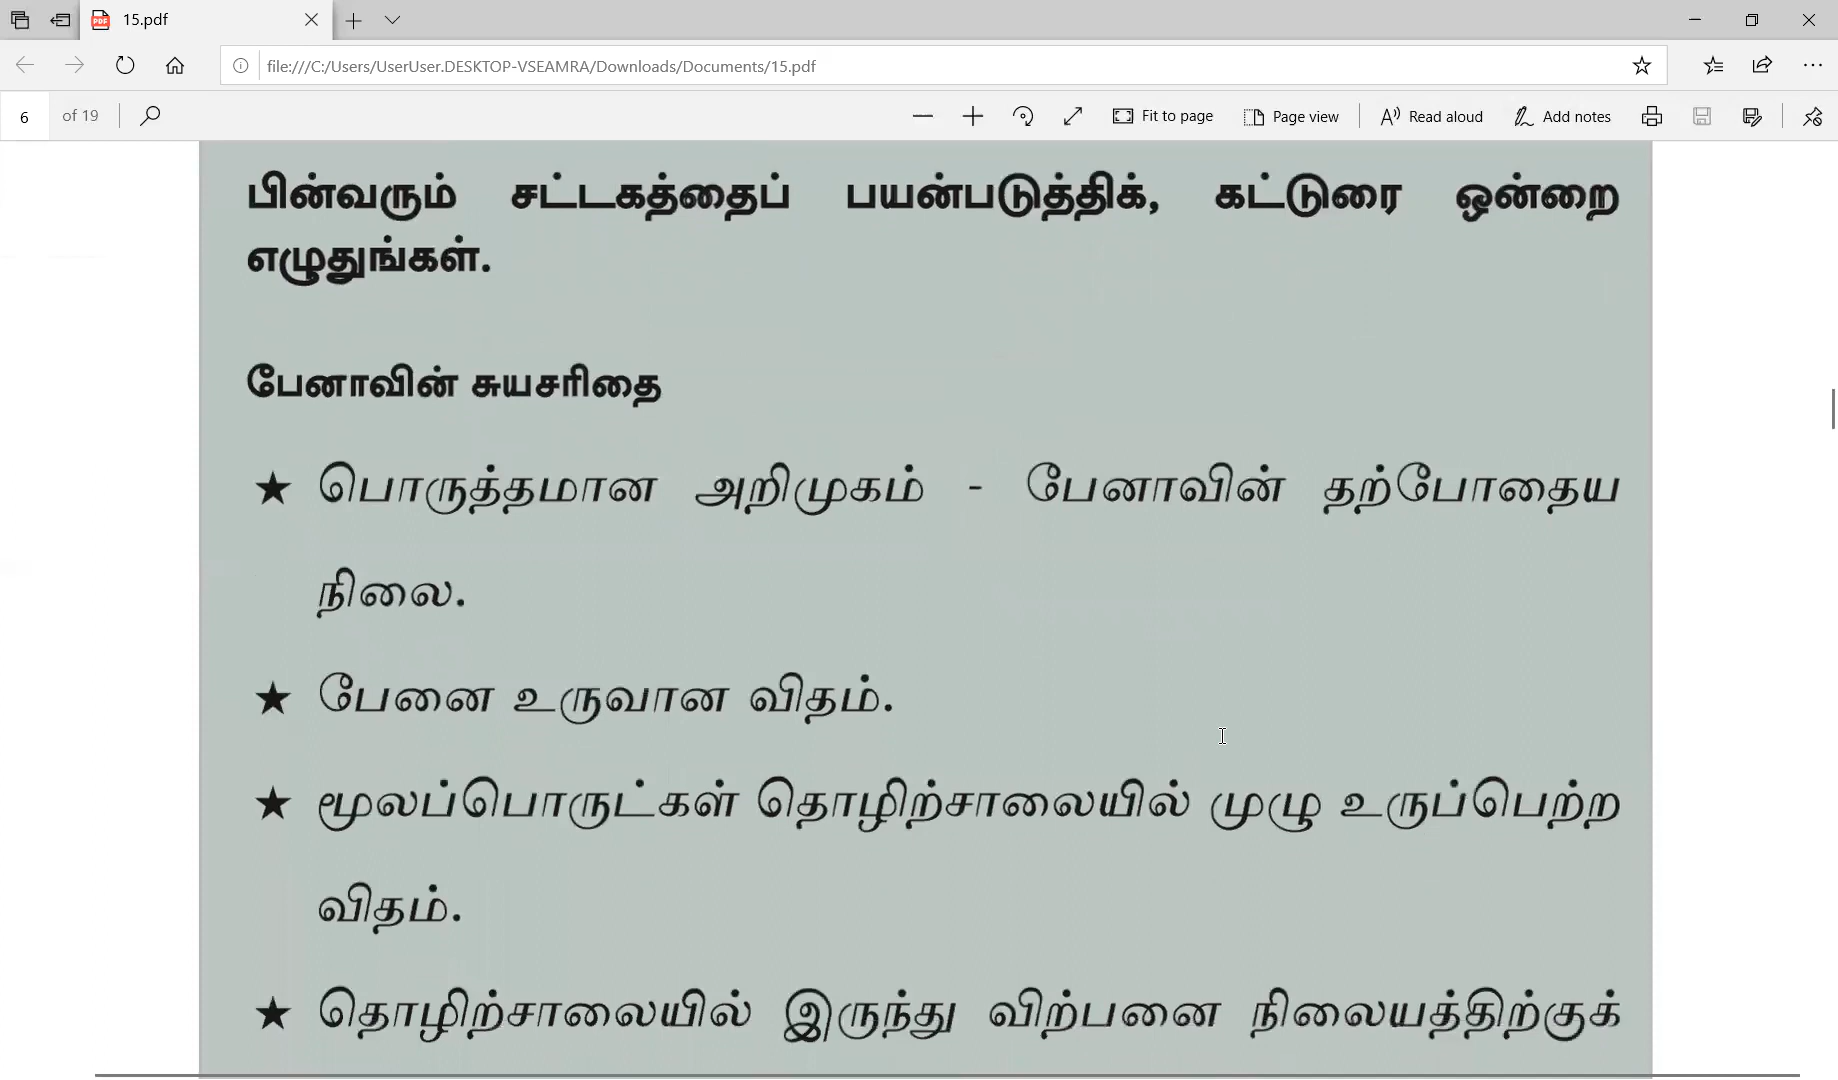 15.pdf
file:///C:/Users/UserUser.DESKTOP-VSEAMRA/Downloads/Documents/15.pdf
6 of 19 Fit to page Page view Read aloud Add notes
பின்வரும் சட்டகத்தைப் பயன்படுத்திக், கட்டுரை ஒன்றை
எழுதுங்கள்.
பேனாவின் சுயசரிதை
★ பொருத்தமான அறிமுகம் - பேனாவின் தற்போதைய
நிலை.
★ பேனை உருவான விதம்.
★ மூலப்பொருட்கள் தொழிற்சாலையில் முழு உருப்பெற்ற
விதம்.
★ தொழிற்சாலையில் இருந்து விற்பனை நிலையத்திற்குக்